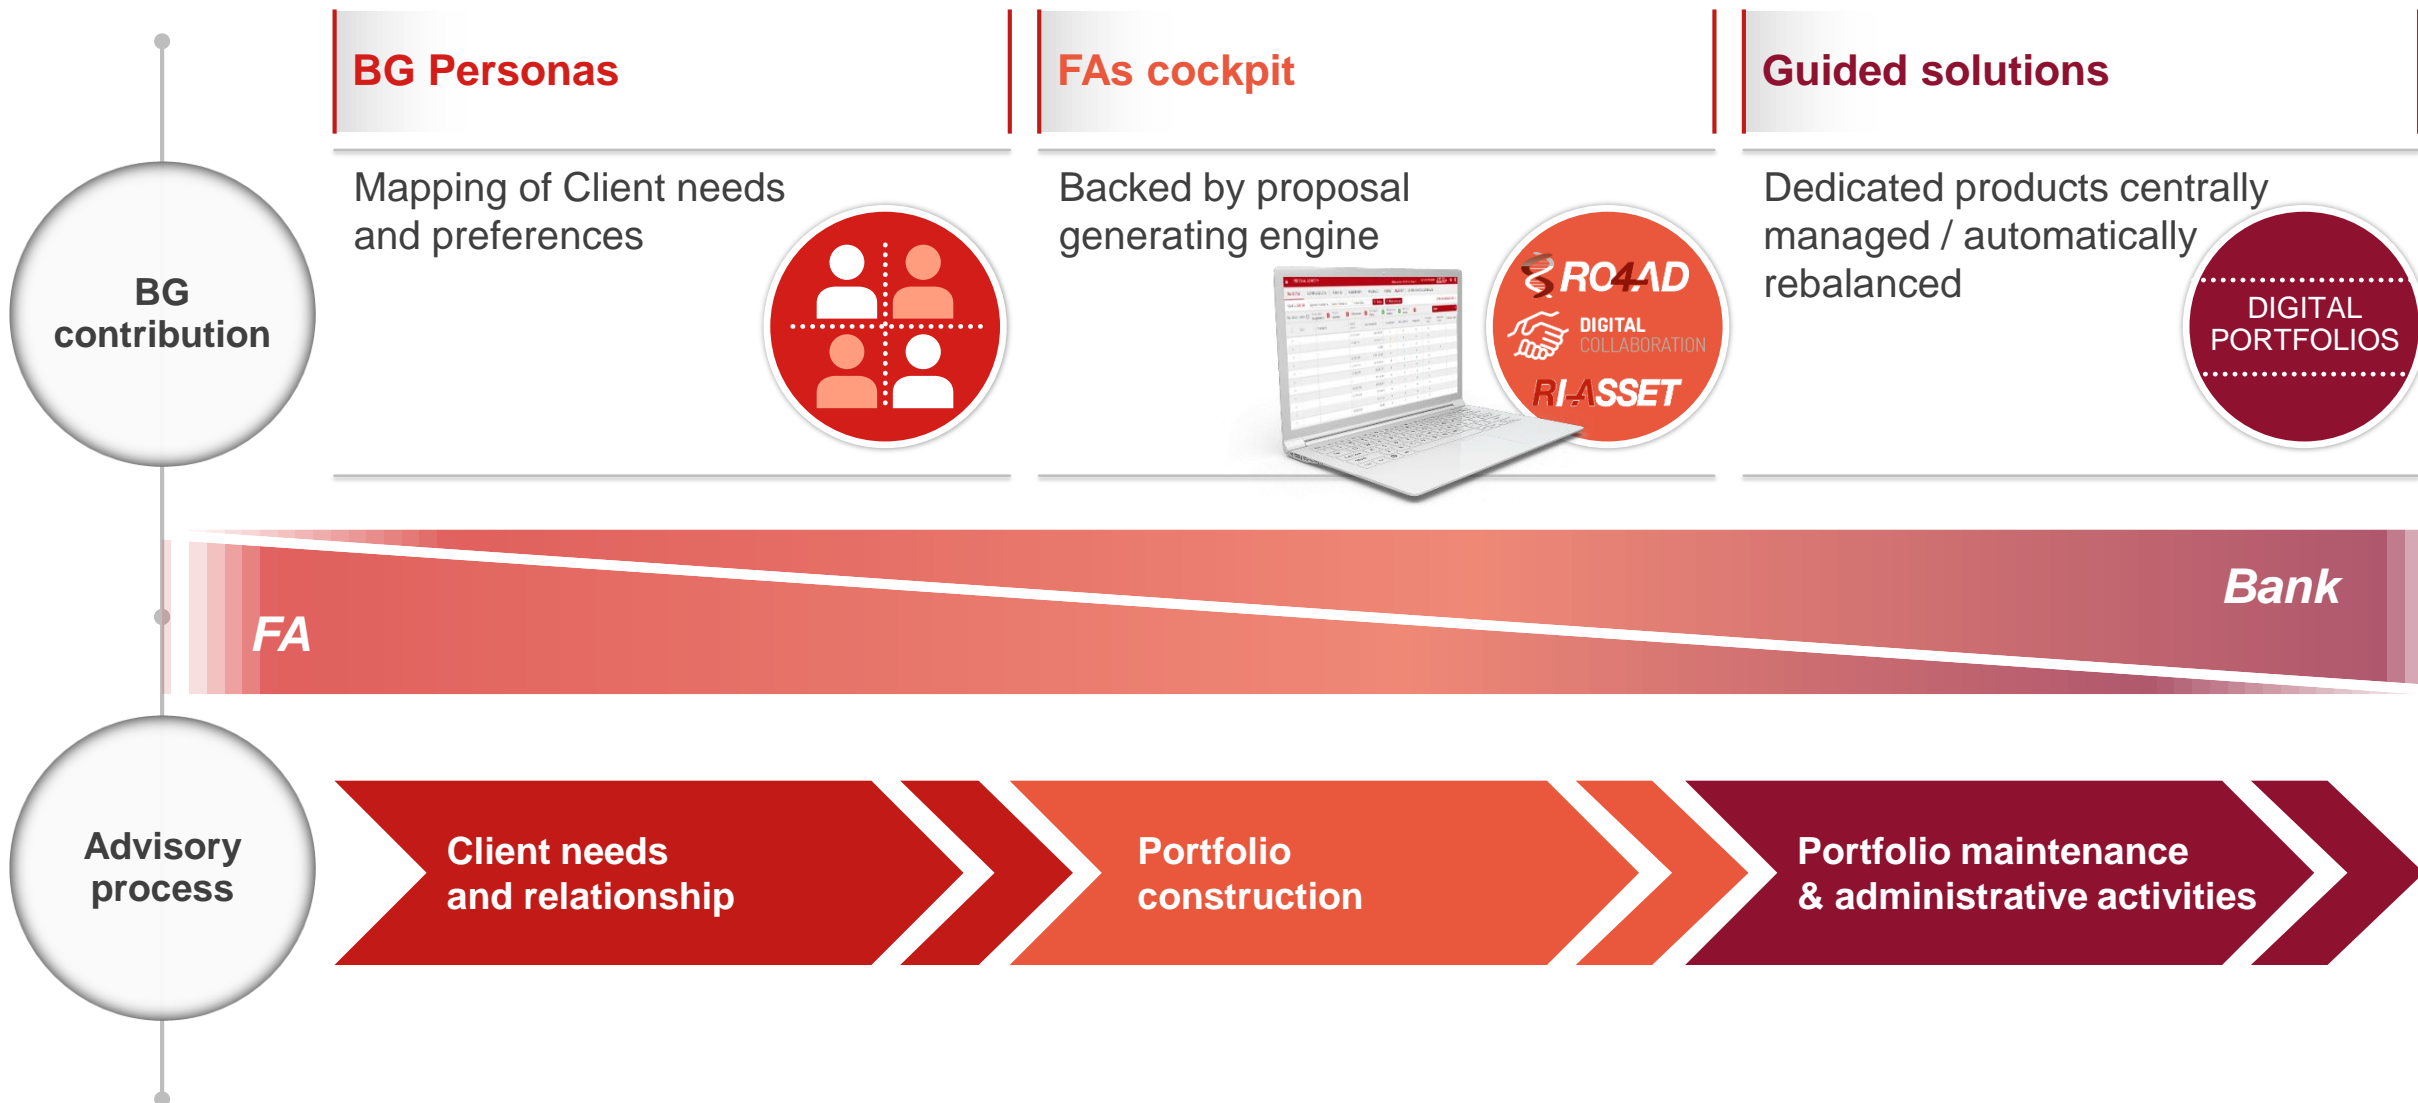 BG Personas
FAs cockpit
Guided solutions
BG
contribution
Mapping of Client needs
and preferences
Backed by proposal
generating engine
RO4AD
DIGITAL
COLLABORATION
RI-ASSET
Dedicated products centrally
managed / automatically
rebalanced
DIGITAL
PORTFOLIOS
FA
Bank
Advisory
process
Client needs
and relationship
Portfolio
construction
Portfolio maintenance
& administrative activities